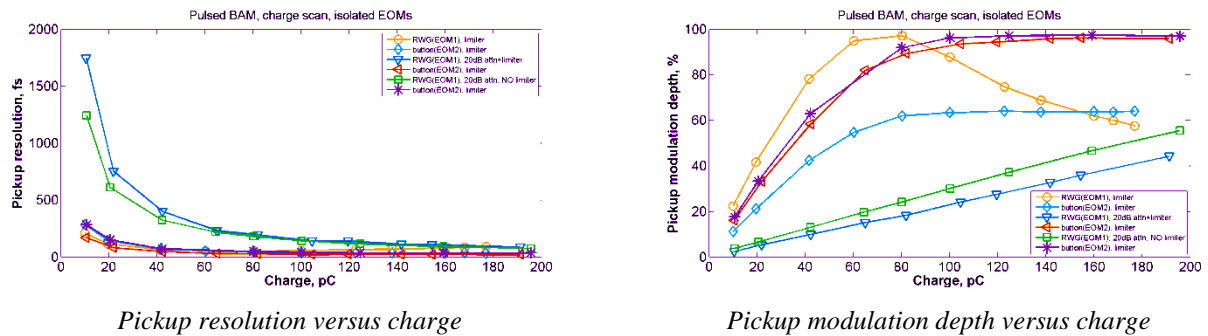 Pulsed BAM, charge scan, isolated EOMs
Pickup resolution, fs
2000
1500
1000
500
0
0 20 40 60 80 100 120 140 160 180 200
Charge, pC
RWG(EOM1), limiter
button(EOM2), limiter
RWG(EOM1), 20dB attn+limiter
button(EOM2), limiter
RWG(EOM1), 20dB attn, NO limiter
button(EOM2), limiter
Pickup resolution versus charge
Pulsed BAM, charge scan, isolated EOMs
Pickup modulation depth, %
100
80
60
40
20
0
0 20 40 60 80 100 120 140 160 180 200
Charge, pC
RWG(EOM1), limiter
button(EOM2), limiter
RWG(EOM1), 20dB attn+limiter
button(EOM2), limiter
RWG(EOM1), 20dB attn, NO limiter
button(EOM2), limiter
Pickup modulation depth versus charge